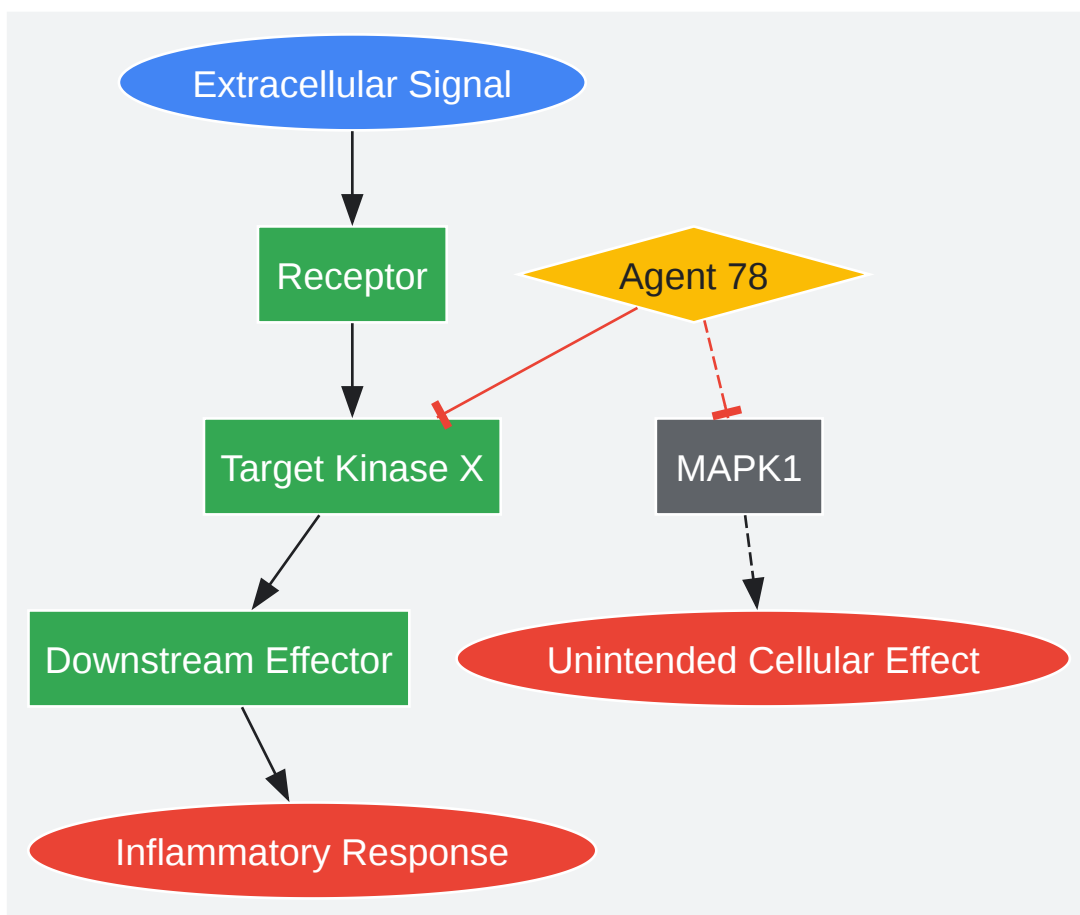 Extracellular Signal
Receptor
Agent 78
Target Kinase X
MAPK1
Downstream Effector
Unintended Cellular Effect
Inflammatory Response